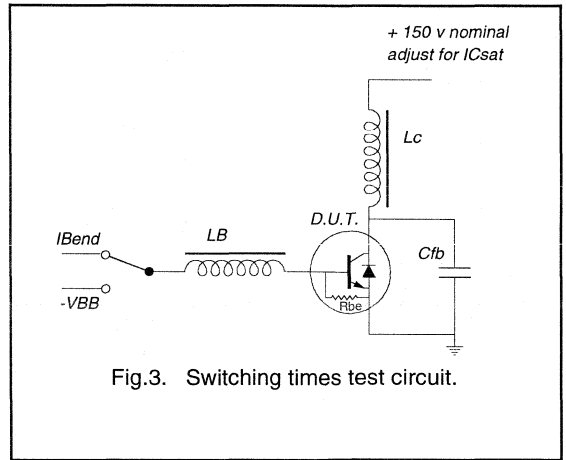 + 150 v nominal
adjust for ICsat
Lc
D.U.T.
LB
IBend
Cfb
-VBB
Rbe
Fig.3. Switching times test circuit.